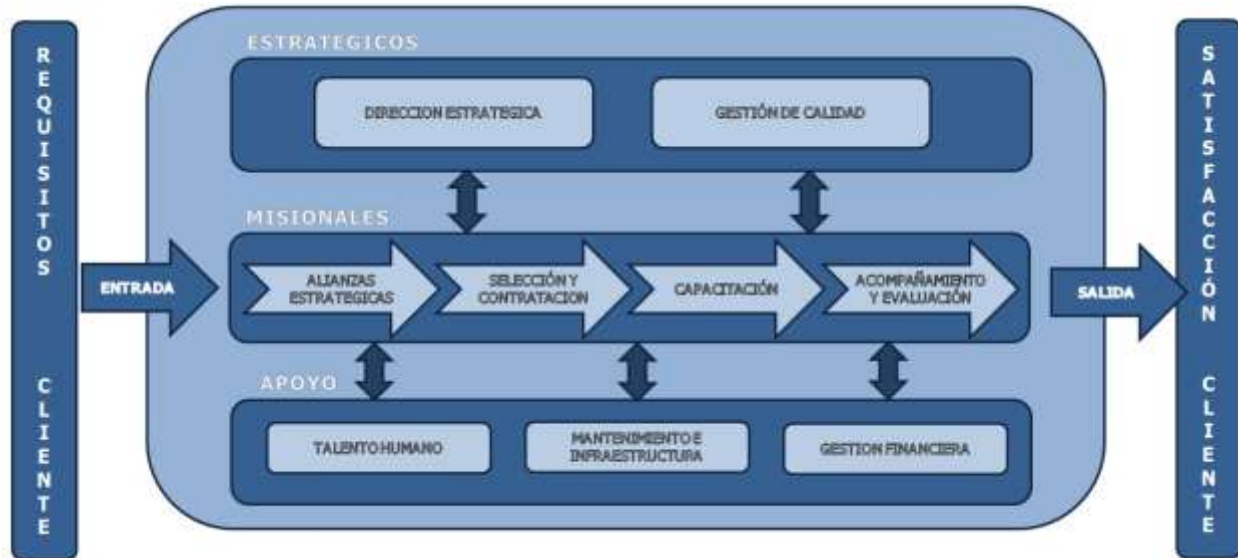 REQUISITOS CLIENTE
ESTRATEGICOS
DIRECCION ESTRATEGICA
GESTIÓN DE CALIDAD
MISIONALES
ENTRADA
ALIANZAS
ESTRATEGICAS
SELECCIÓN Y
CONTRATACION
CAPACITACIÓN
ACOMPAÑAMIENTO
Y EVALUACIÓN
SALIDA
APOYO
TALENTO HUMANO
MANTENIMIENTO E
INFRAESTRUCTURA
GESTION FINANCIERA
SATISFACCCIÓN CLIENTE